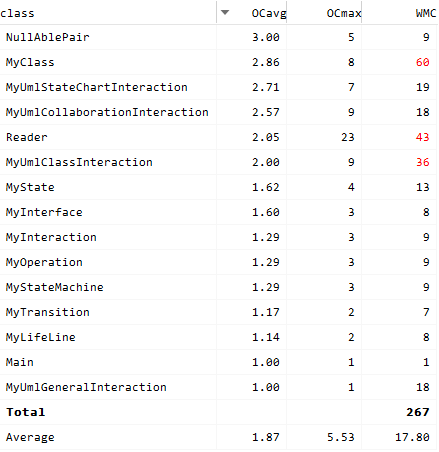 class OCavg OCmax WMC
NullAblePair 3.00 5 9
MyClass 2.86 8 60
MyUmlStateChartInteraction 2.71 7 19
MyUmlCollaborationInteraction 2.57 9 18
Reader 2.05 23 43
MyUmlClassInteraction 2.00 9 36
MyState 1.62 4 13
MyInterface 1.60 3 8
MyInteraction 1.29 3 9
MyOperation 1.29 3 9
MyStateMachine 1.29 3 9
MyTransition 1.17 2 7
MyLifeLine 1.14 2 8
Main 1.00 1 1
MyUmlGeneralInteraction 1.00 1 18
Total 267
Average 1.87 5.53 17.80